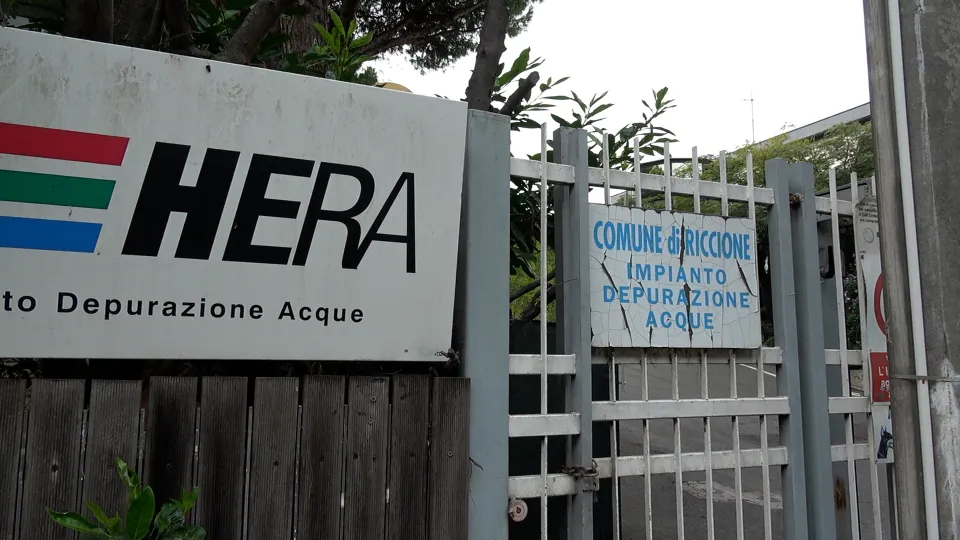 HERA
to Depurazione Acque
COMUNE di RICCIONE
IMPIANTO
DEPURAZIONE
ACQUE